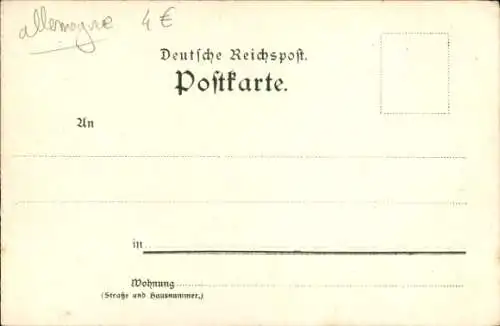 allemagne 4 €
Deutſche Reichspoſt.
Poſtkarte.
An
in
Wohnung
(Straße und Hausnummer.)